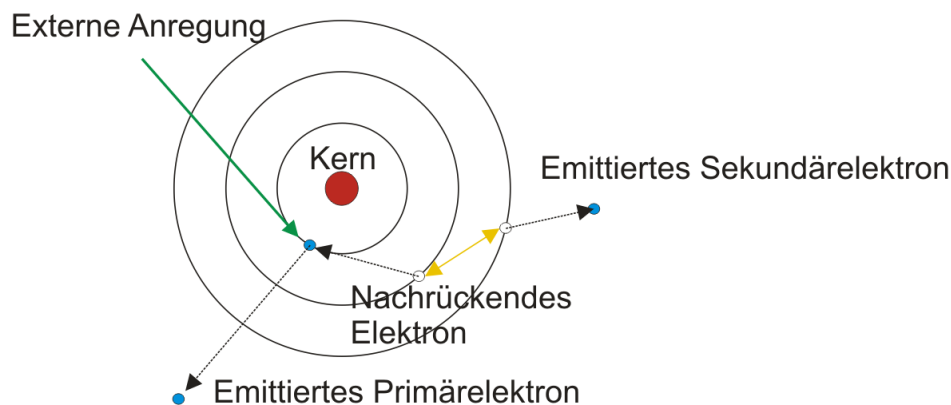 Externe Anregung
Kern
Emittiertes Sekundärelektron
Nachrückendes
Elektron
Emittiertes Primärelektron